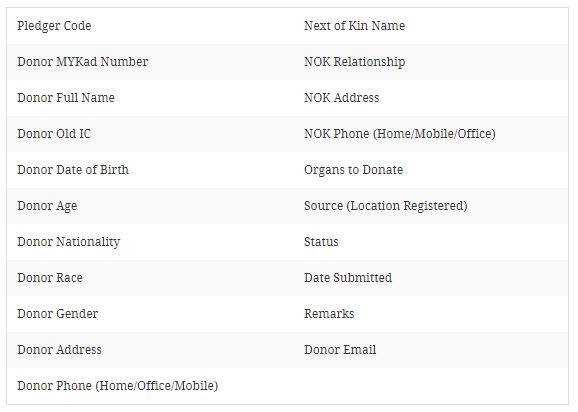 Pledger Code
Next of Kin Name
Donor MYKad Number
NOK Relationship
Donor Full Name
NOK Address
Donor Old IC
NOK Phone (Home/Mobile/Office)
Donor Date of Birth
Organs to Donate
Donor Age
Source (Location Registered)
Donor Nationality
Status
Donor Race
Date Submitted
Donor Gender
Remarks
Donor Address
Donor Email
Donor Phone (Home/Office/Mobile)